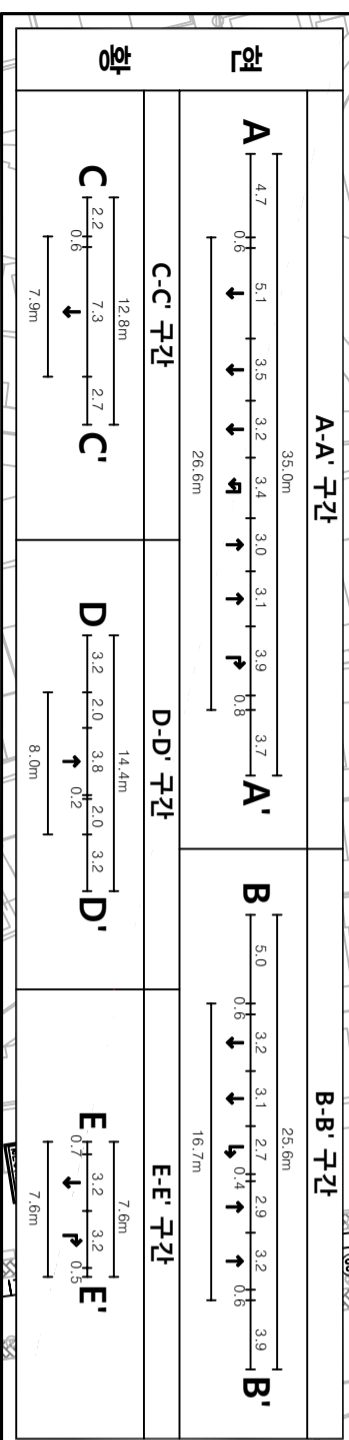 현황
A-A' 구간
35.0m
A 4.7 0.6 5.1 3.5 3.2 3.4 3.0 3.1 3.9 0.8 3.7 A'
26.6m
B-B' 구간
25.6m
B 5.0 0.6 3.2 3.1 2.7 0.4 2.9 3.2 0.6 3.9 B'
16.7m
C-C' 구간
12.8m
C 2.2 0.6 7.3 2.7 C'
7.9m
D-D' 구간
14.4m
D 3.2 2.0 3.8 0.2 2.0 3.2 D'
8.0m
E-E' 구간
7.6m
E 0.7 3.2 3.2 0.5 E'
7.6m